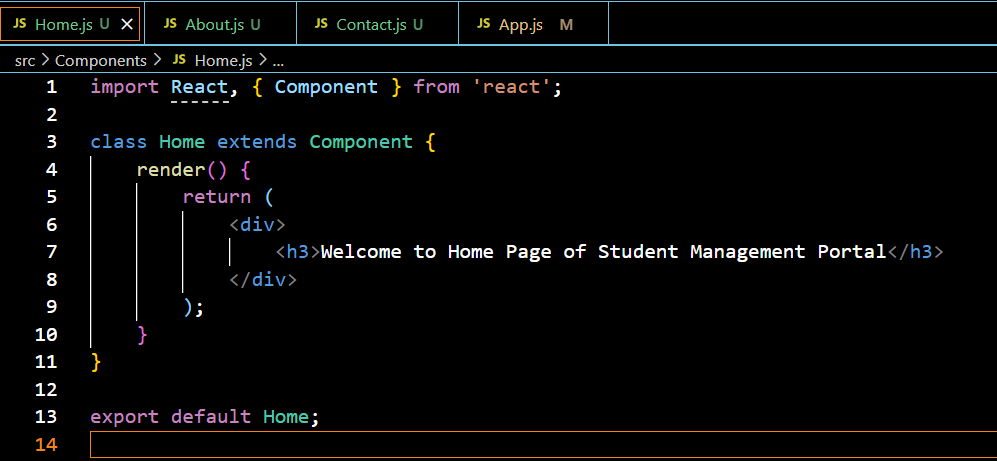 JS Home.js U × JS About.js U JS Contact.js U JS App.js M
src > Components > JS Home.js > ...
1 import React, { Component } from 'react';
2
3 class Home extends Component {
4 render() {
5 return (
6 <div>
7 <h3>Welcome to Home Page of Student Management Portal</h3>
8 </div>
9 );
10 }
11 }
12
13 export default Home;
14